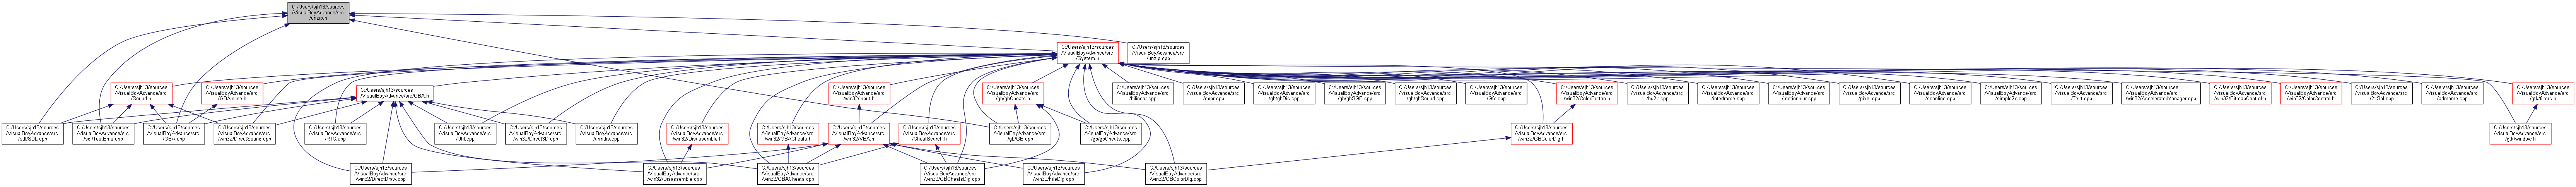 C:/Users/sjh13/sources
/VisualBoyAdvance/src
/unzip.h
C:/Users/sjh13/sources
/VisualBoyAdvance/src
/System.h
C:/Users/sjh13/sources
/VisualBoyAdvance/src
/unzip.cpp
C:/Users/sjh13/sources
/VisualBoyAdvance/src
/Sound.h
C:/Users/sjh13/sources
/VisualBoyAdvance/src
/GBAinline.h
C:/Users/sjh13/sources
/VisualBoyAdvance/src/GBA.h
C:/Users/sjh13/sources
/VisualBoyAdvance/src
/win32/Input.h
C:/Users/sjh13/sources
/VisualBoyAdvance/src
/gb/gbCheats.h
C:/Users/sjh13/sources
/VisualBoyAdvance/src
/bilinear.cpp
C:/Users/sjh13/sources
/VisualBoyAdvance/src
/expr.cpp
C:/Users/sjh13/sources
/VisualBoyAdvance/src
/gb/gbDis.cpp
C:/Users/sjh13/sources
/VisualBoyAdvance/src
/gb/gbSGB.cpp
C:/Users/sjh13/sources
/VisualBoyAdvance/src
/gb/gbSound.cpp
C:/Users/sjh13/sources
/VisualBoyAdvance/src
/Gfx.cpp
C:/Users/sjh13/sources
/VisualBoyAdvance/src
/win32/ColorButton.h
C:/Users/sjh13/sources
/VisualBoyAdvance/src
/hq2x.cpp
C:/Users/sjh13/sources
/VisualBoyAdvance/src
/interframe.cpp
C:/Users/sjh13/sources
/VisualBoyAdvance/src
/motionblur.cpp
C:/Users/sjh13/sources
/VisualBoyAdvance/src
/pixel.cpp
C:/Users/sjh13/sources
/VisualBoyAdvance/src
/scanline.cpp
C:/Users/sjh13/sources
/VisualBoyAdvance/src
/simple2x.cpp
C:/Users/sjh13/sources
/VisualBoyAdvance/src
/Text.cpp
C:/Users/sjh13/sources
/VisualBoyAdvance/src
/win32/AcceleratorManager.cpp
C:/Users/sjh13/sources
/VisualBoyAdvance/src
/win32/BitmapControl.h
C:/Users/sjh13/sources
/VisualBoyAdvance/src
/win32/ColorControl.h
C:/Users/sjh13/sources
/VisualBoyAdvance/src
/2xSaI.cpp
C:/Users/sjh13/sources
/VisualBoyAdvance/src
/admame.cpp
C:/Users/sjh13/sources
/VisualBoyAdvance/src
/gtk/filters.h
C:/Users/sjh13/sources
/VisualBoyAdvance/src
/sdl/SDL.cpp
C:/Users/sjh13/sources
/VisualBoyAdvance/src
/sdl/TestEmu.cpp
C:/Users/sjh13/sources
/VisualBoyAdvance/src
/GBA.cpp
C:/Users/sjh13/sources
/VisualBoyAdvance/src
/win32/DirectSound.cpp
C:/Users/sjh13/sources
/VisualBoyAdvance/src
/RTC.cpp
C:/Users/sjh13/sources
/VisualBoyAdvance/src
/Util.cpp
C:/Users/sjh13/sources
/VisualBoyAdvance/src
/win32/Direct3D.cpp
C:/Users/sjh13/sources
/VisualBoyAdvance/src
/armdis.cpp
C:/Users/sjh13/sources
/VisualBoyAdvance/src
/win32/Disassemble.h
C:/Users/sjh13/sources
/VisualBoyAdvance/src
/win32/GBACheats.h
C:/Users/sjh13/sources
/VisualBoyAdvance/src
/win32/VBA.h
C:/Users/sjh13/sources
/VisualBoyAdvance/src
/CheatSearch.h
C:/Users/sjh13/sources
/VisualBoyAdvance/src
/gb/GB.cpp
C:/Users/sjh13/sources
/VisualBoyAdvance/src
/gb/gbCheats.cpp
C:/Users/sjh13/sources
/VisualBoyAdvance/src
/win32/GBColorDlg.h
C:/Users/sjh13/sources
/VisualBoyAdvance/src
/gtk/window.h
C:/Users/sjh13/sources
/VisualBoyAdvance/src
/win32/DirectDraw.cpp
C:/Users/sjh13/sources
/VisualBoyAdvance/src
/win32/Disassemble.cpp
C:/Users/sjh13/sources
/VisualBoyAdvance/src
/win32/GBACheats.cpp
C:/Users/sjh13/sources
/VisualBoyAdvance/src
/win32/GBCheatsDlg.cpp
C:/Users/sjh13/sources
/VisualBoyAdvance/src
/win32/FileDlg.cpp
C:/Users/sjh13/sources
/VisualBoyAdvance/src
/win32/GBColorDlg.cpp